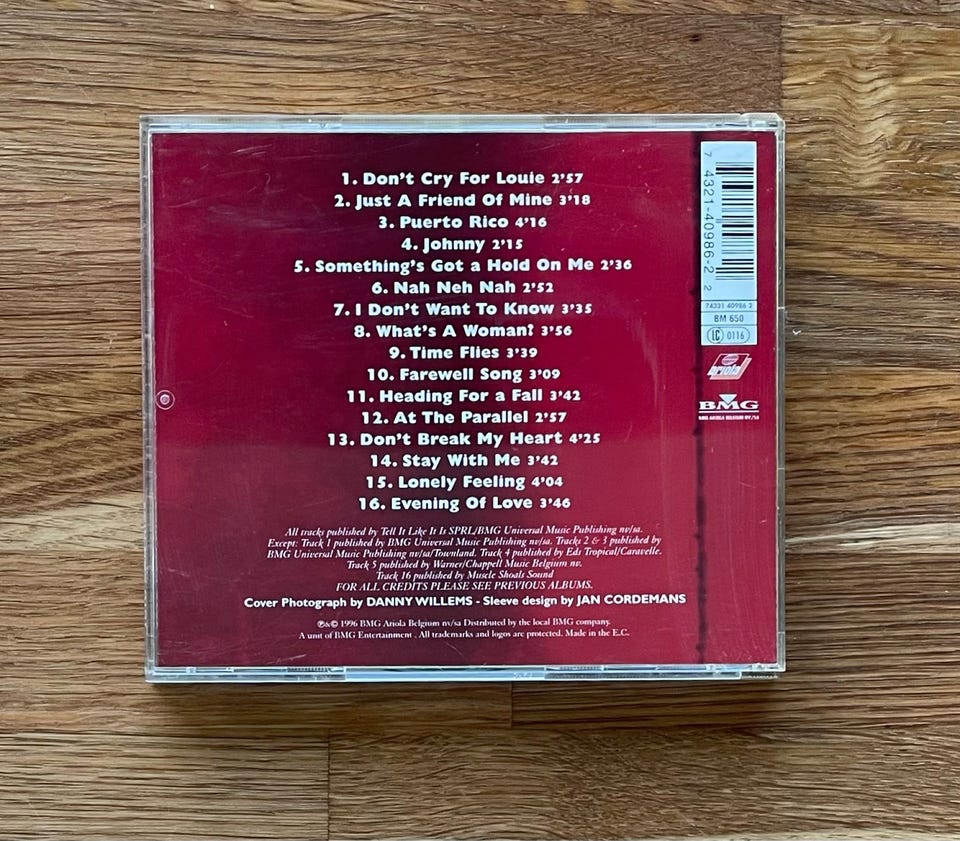 1. Don't Cry For Louie 2'57
2. Just A Friend Of Mine 3'18
3. Puerto Rico 4'16
4. Johnny 2'15
5. Something's Got a Hold On Me 2'36
6. Nah Neh Nah 2'52
7. I Don't Want To Know 3'35
8. What's A Woman? 3'56
9. Time Flies 3'39
10. Farewell Song 3'09
11. Heading For a Fall 3'42
12. At The Parallel 2'57
13. Don't Break My Heart 4'25
14. Stay With Me 3'42
15. Lonely Feeling 4'04
16. Evening Of Love 3'46
All tracks published by Tell It Like It Is SPRL/BMG Universal Music Publishing nv/sa.
Except: Track 1 published by BMG Universal Music Publishing nv/sa. Tracks 2 & 3 published by
BMG Universal Music Publishing nv/sa/Townland. Track 4 published by Eds Tropical/Caravelle.
Track 5 published by Warner/Chappell Music Belgium nv.
Track 16 published by Muscle Shoals Sound
FOR ALL CREDITS PLEASE SEE PREVIOUS ALBUMS.
Cover Photograph by DANNY WILLEMS - Sleeve design by JAN CORDEMANS
℗&© 1996 BMG Ariola Belgium nv/sa Distributed by the local BMG company.
A unit of BMG Entertainment . All trademarks and logos are protected. Made in the E.C.
7 4321-40986-2 2
74331 40986 2
BM 650
LC 0116
ariola
BMG
BMG ARIOLA BELGIUM NV/SA